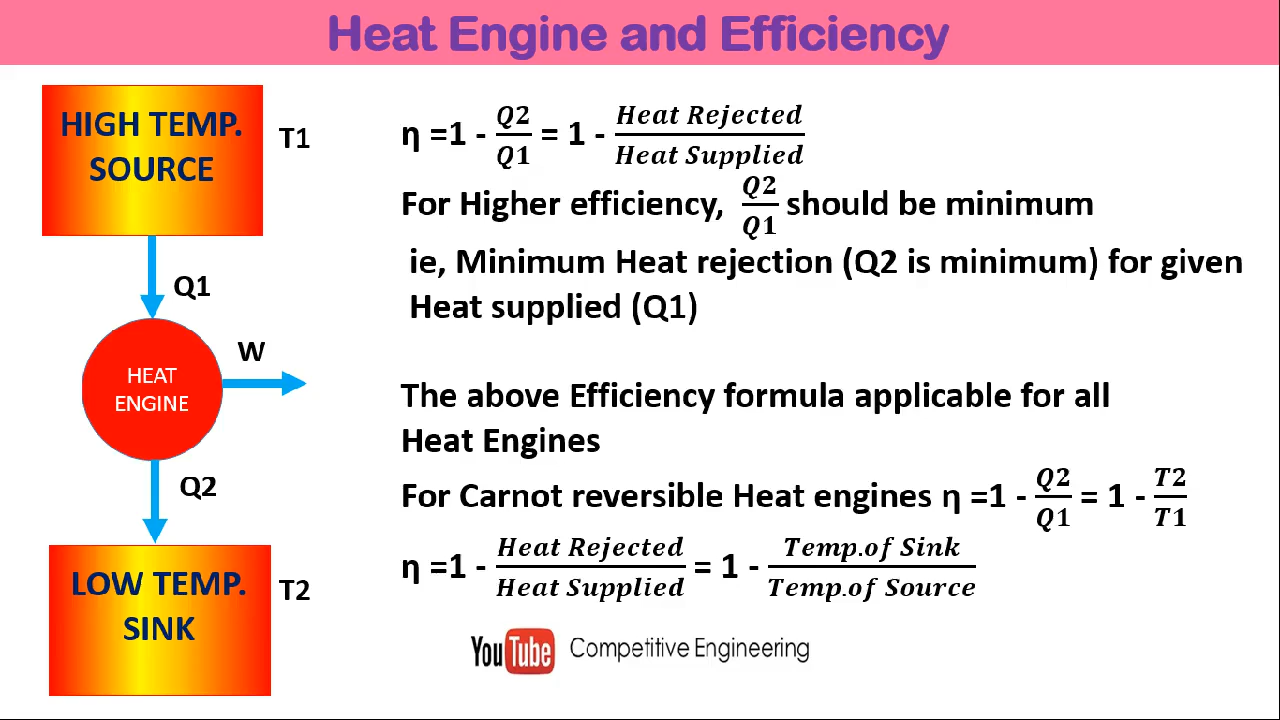 Heat Engine and Efficiency
HIGH TEMP.
SOURCE
T1
Q1
HEAT
ENGINE
W
Q2
LOW TEMP.
SINK
T2
η =1 - Q2/Q1 = 1 - Heat Rejected/Heat Supplied
For Higher efficiency, Q2/Q1 should be minimum
ie, Minimum Heat rejection (Q2 is minimum) for given
Heat supplied (Q1)
The above Efficiency formula applicable for all
Heat Engines
For Carnot reversible Heat engines η =1 - Q2/Q1 = 1 - T2/T1
η =1 - Heat Rejected/Heat Supplied = 1 - Temp.of Sink/Temp.of Source
YouTube Competitive Engineering